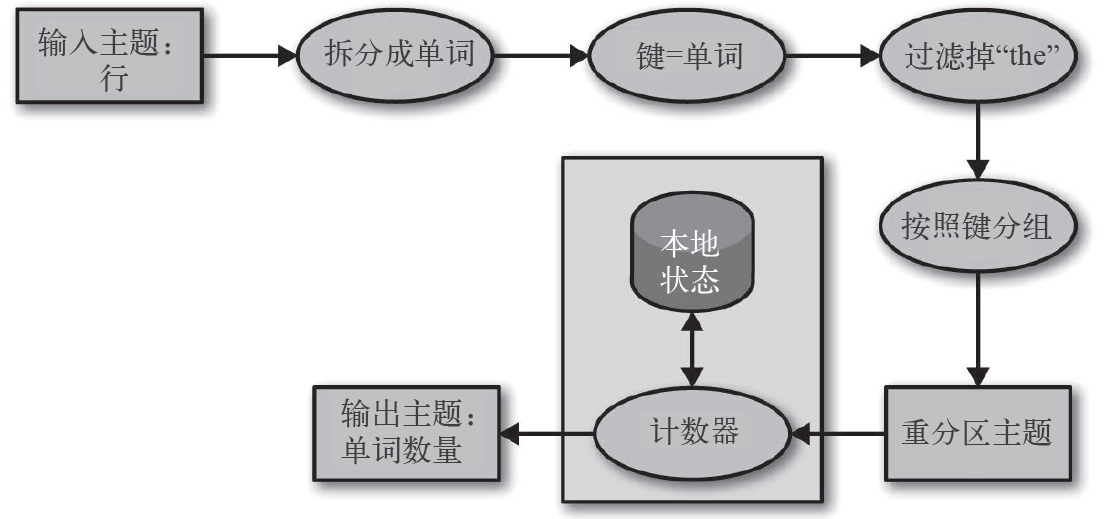 输入主题：
行
拆分成单词
键=单词
过滤掉“the”
按照键分组
本地
状态
输出主题：
单词数量
计数器
重分区主题